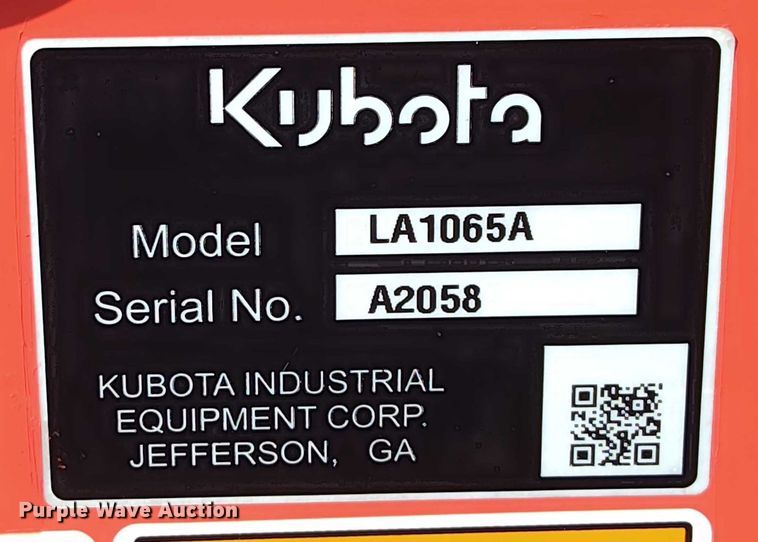 Kubota
Model LA1065A
Serial No. A2058
KUBOTA INDUSTRIAL
EQUIPMENT CORP.
JEFFERSON, GA
Purple Wave Auction